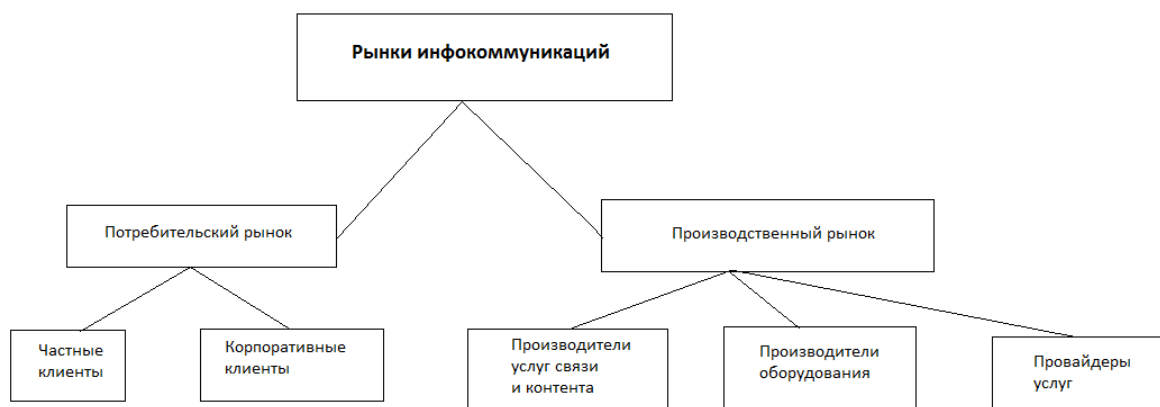 Рынки инфокоммуникаций
Потребительский рынок
Производственный рынок
Частные
клиенты
Корпоративные
клиенты
Производители
услуг связи
и контента
Производители
оборудования
Провайдеры
услуг